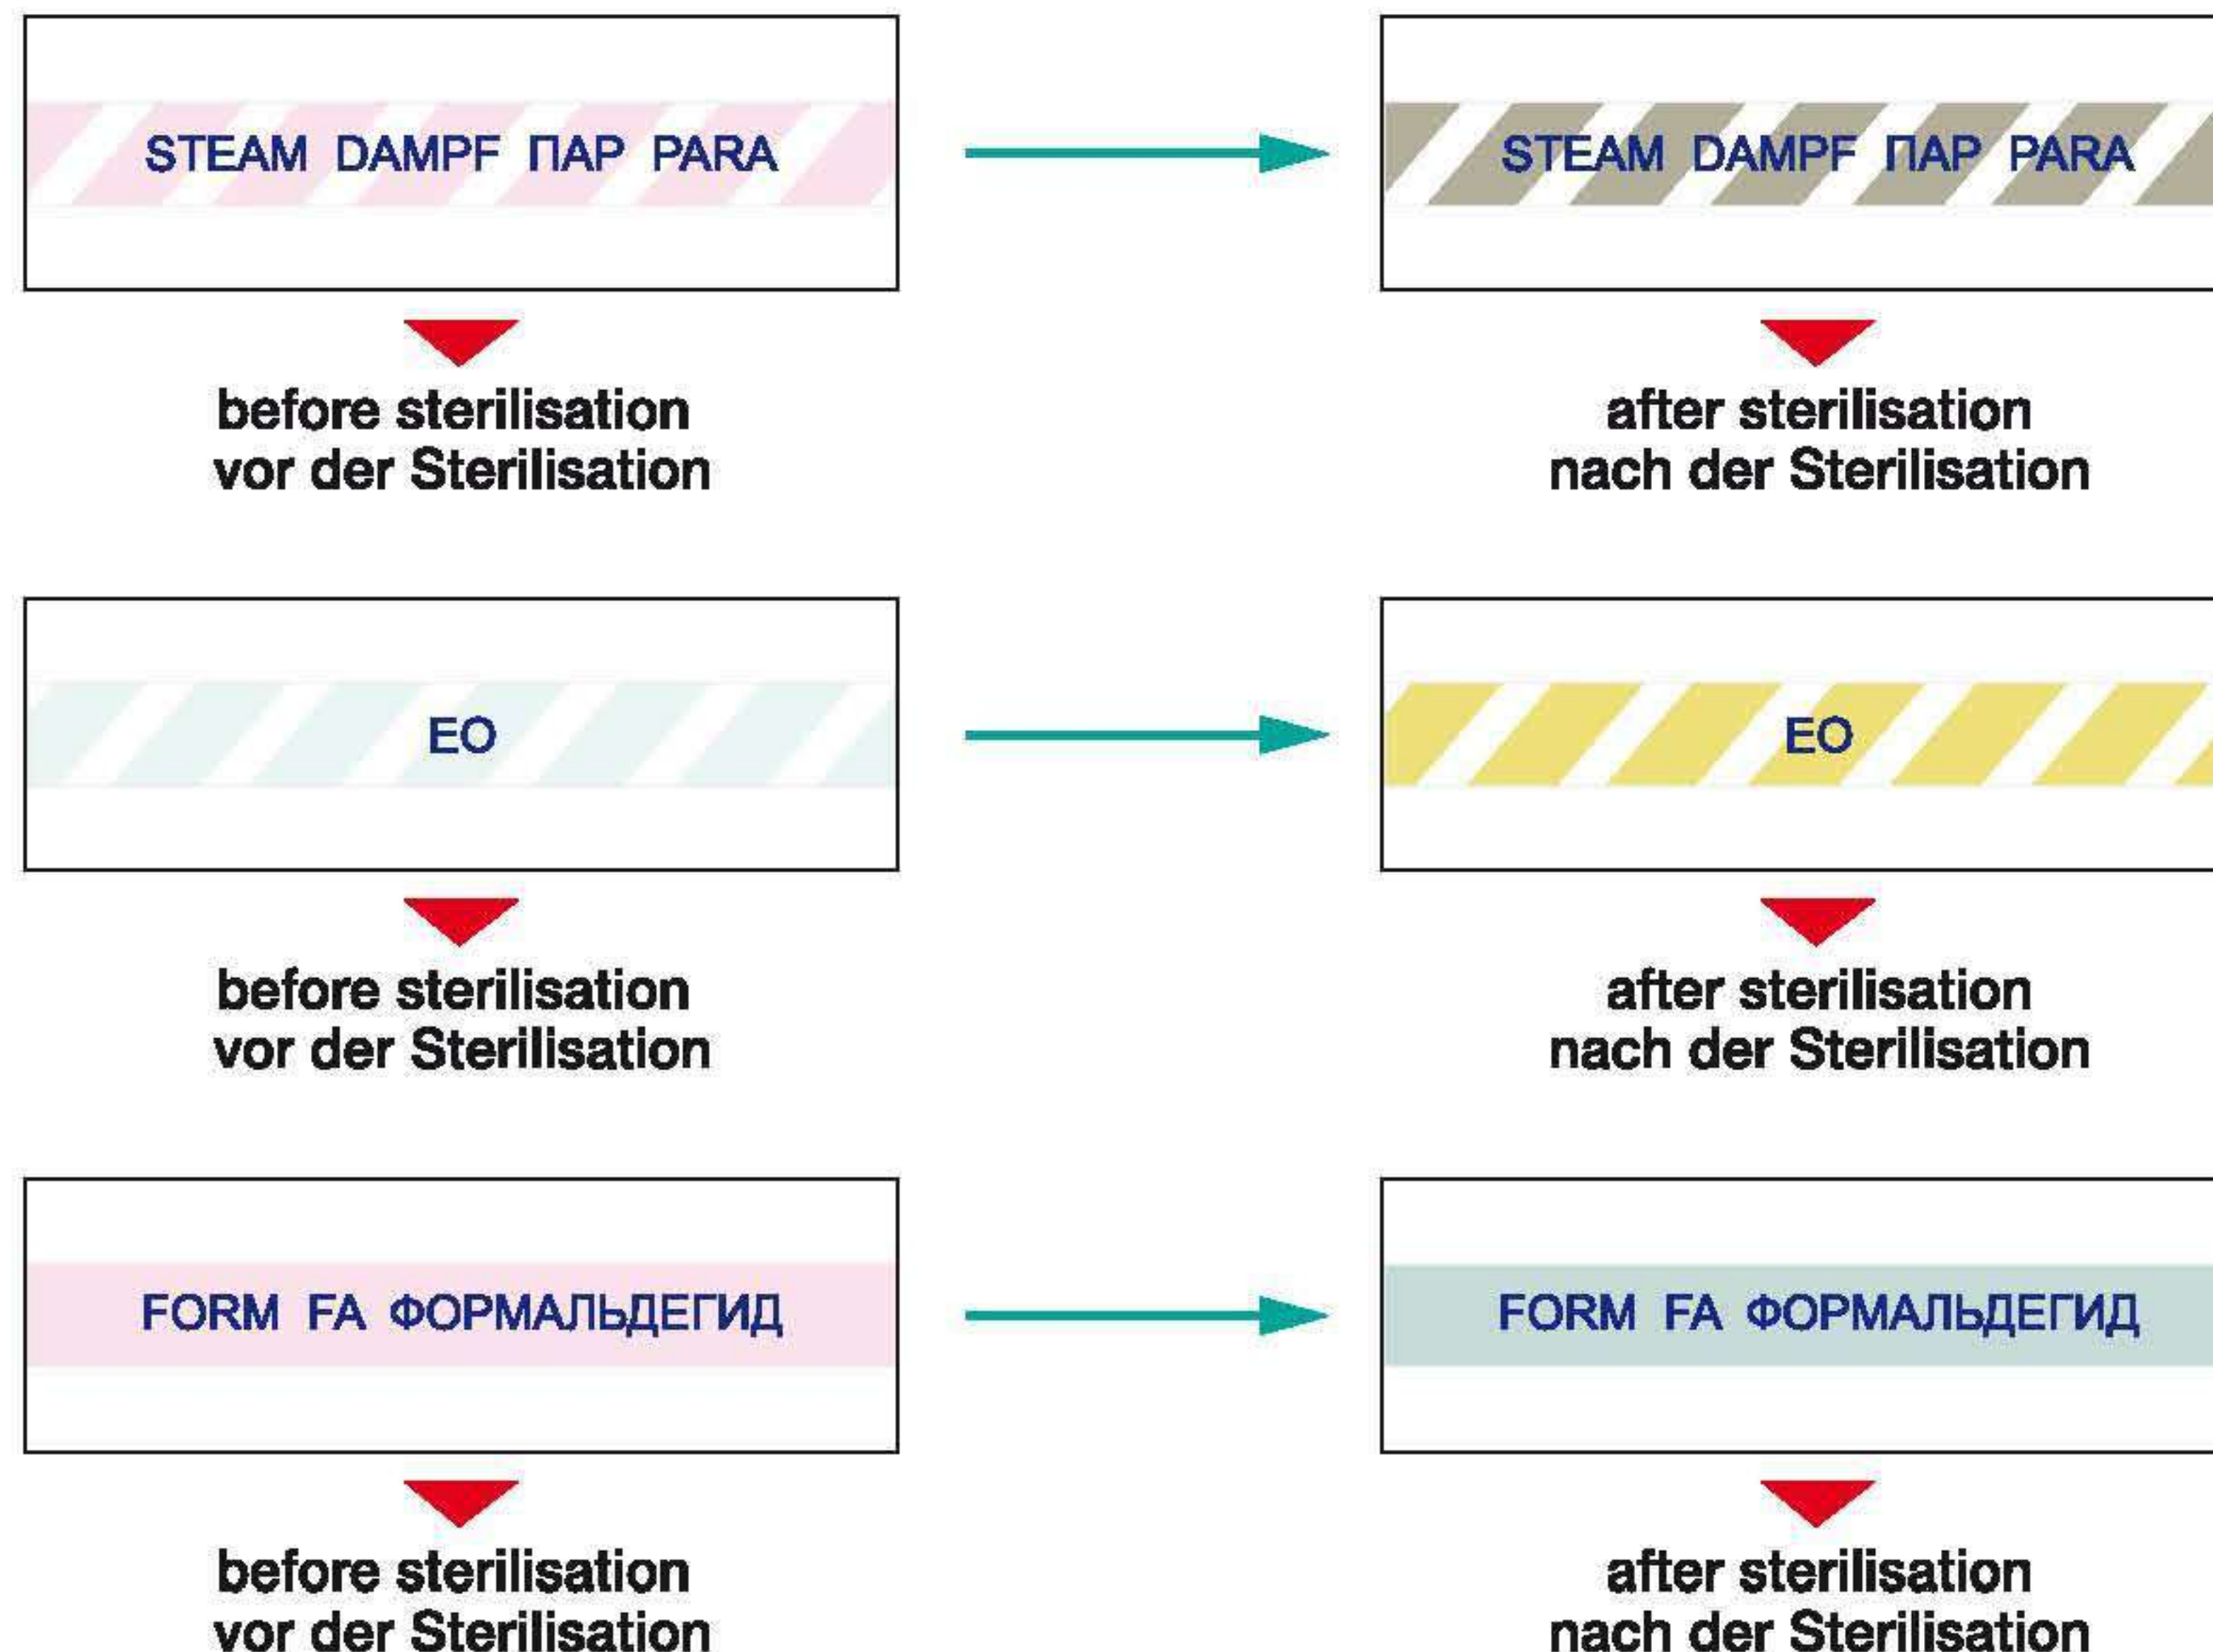 STEAM DAMPF ПАР PARA
STEAM DAMPF ПАР PARA
before sterilisation
vor der Sterilisation
after sterilisation
nach der Sterilisation
EO
EO
before sterilisation
vor der Sterilisation
after sterilisation
nach der Sterilisation
FORM FA ФОРМАЛЬДЕГИД
FORM FA ФОРМАЛЬДЕГИД
before sterilisation
vor der Sterilisation
after sterilisation
nach der Sterilisation